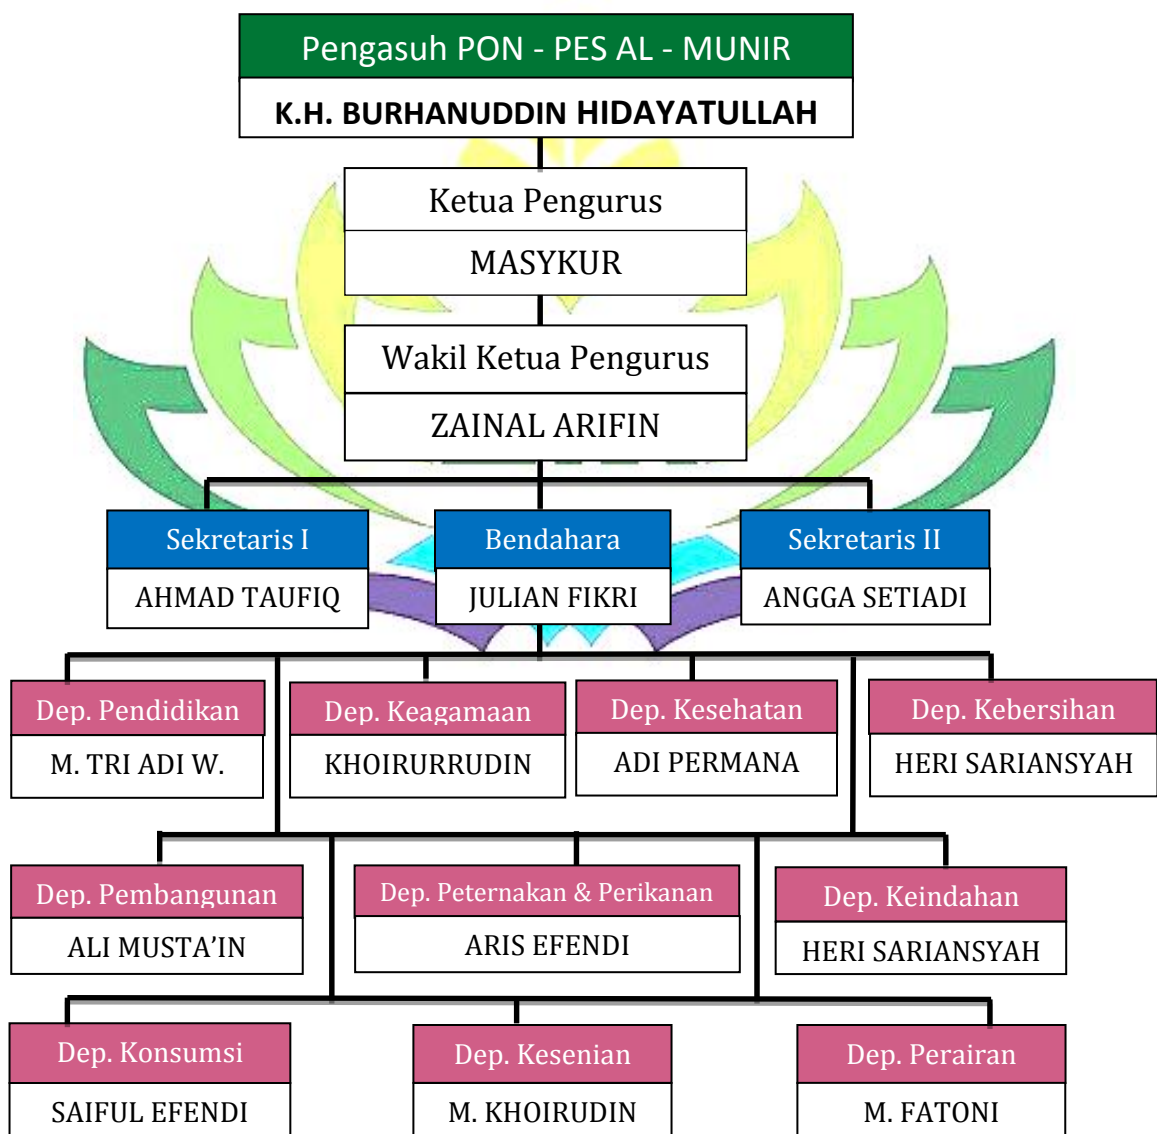 Pengasuh PON - PES AL - MUNIR
K.H. BURHANUDDIN HIDAYATULLAH
Ketua Pengurus
MASYKUR
Wakil Ketua Pengurus
ZAINAL ARIFIN
Sekretaris I
AHMAD TAUFIQ
Bendahara
JULIAN FIKRI
Sekretaris II
ANGGA SETIADI
Dep. Pendidikan
M. TRI ADI W.
Dep. Keagamaan
KHOIRURRUDIN
Dep. Kesehatan
ADI PERMANA
Dep. Kebersihan
HERI SARIANSYAH
Dep. Pembangunan
ALI MUSTA’IN
Dep. Peternakan & Perikanan
ARIS EFENDI
Dep. Keindahan
HERI SARIANSYAH
Dep. Konsumsi
SAIFUL EFENDI
Dep. Kesenian
M. KHOIRUDIN
Dep. Perairan
M. FATONI